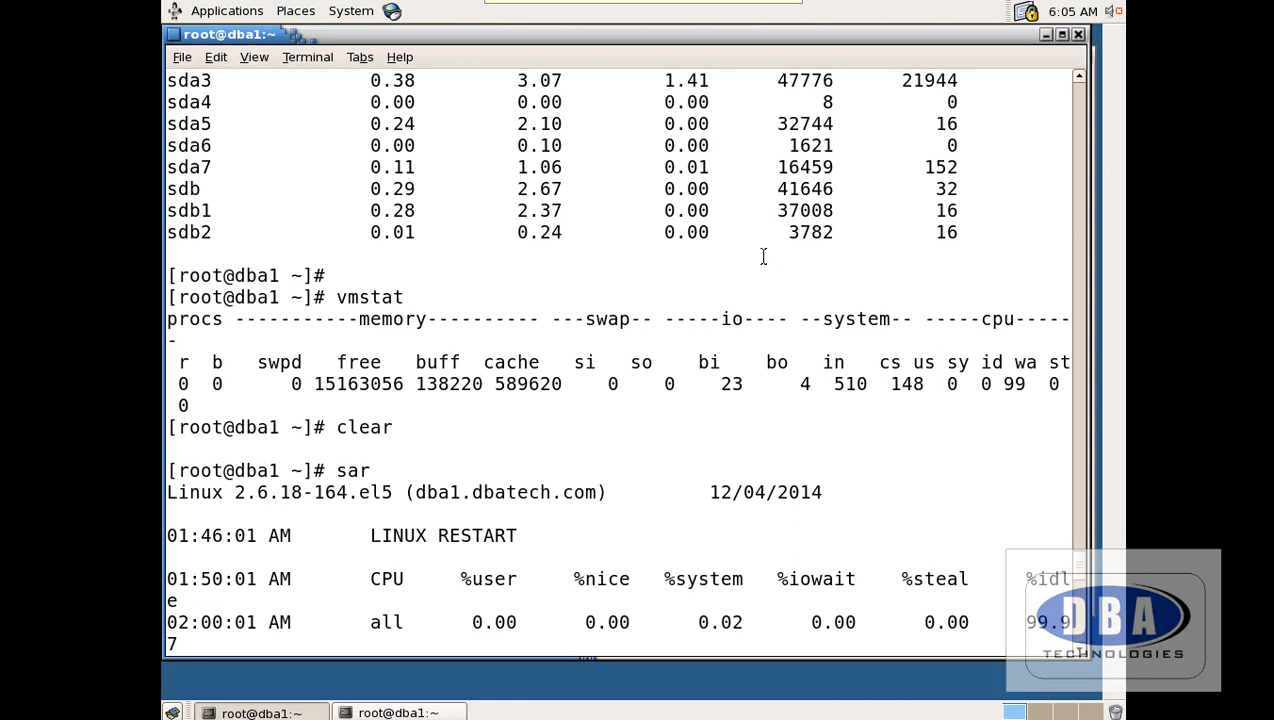 Applications Places System 6:05 AM
root@dba1:~
File Edit View Terminal Tabs Help
sda3 0.38 3.07 1.41 47776 21944
sda4 0.00 0.00 0.00 8 0
sda5 0.24 2.10 0.00 32744 16
sda6 0.00 0.10 0.00 1621 0
sda7 0.11 1.06 0.01 16459 152
sdb 0.29 2.67 0.00 41646 32
sdb1 0.28 2.37 0.00 37008 16
sdb2 0.01 0.24 0.00 3782 16
[root@dba1 ~]#
[root@dba1 ~]# vmstat
procs -----------memory---------- ---swap-- -----io---- --system-- -----cpu-----
-
r b swpd free buff cache si so bi bo in cs us sy id wa st
0 0 0 15163056 138220 589620 0 0 23 4 510 148 0 0 99 0
0
[root@dba1 ~]# clear
[root@dba1 ~]# sar
Linux 2.6.18-164.el5 (dba1.dbatech.com) 12/04/2014
01:46:01 AM LINUX RESTART
01:50:01 AM CPU %user %nice %system %iowait %steal %idl
e
02:00:01 AM all 0.00 0.00 0.02 0.00 0.00 99.9
7
DBA
TECHNOLOGIES
root@dba1:~ root@dba1:~